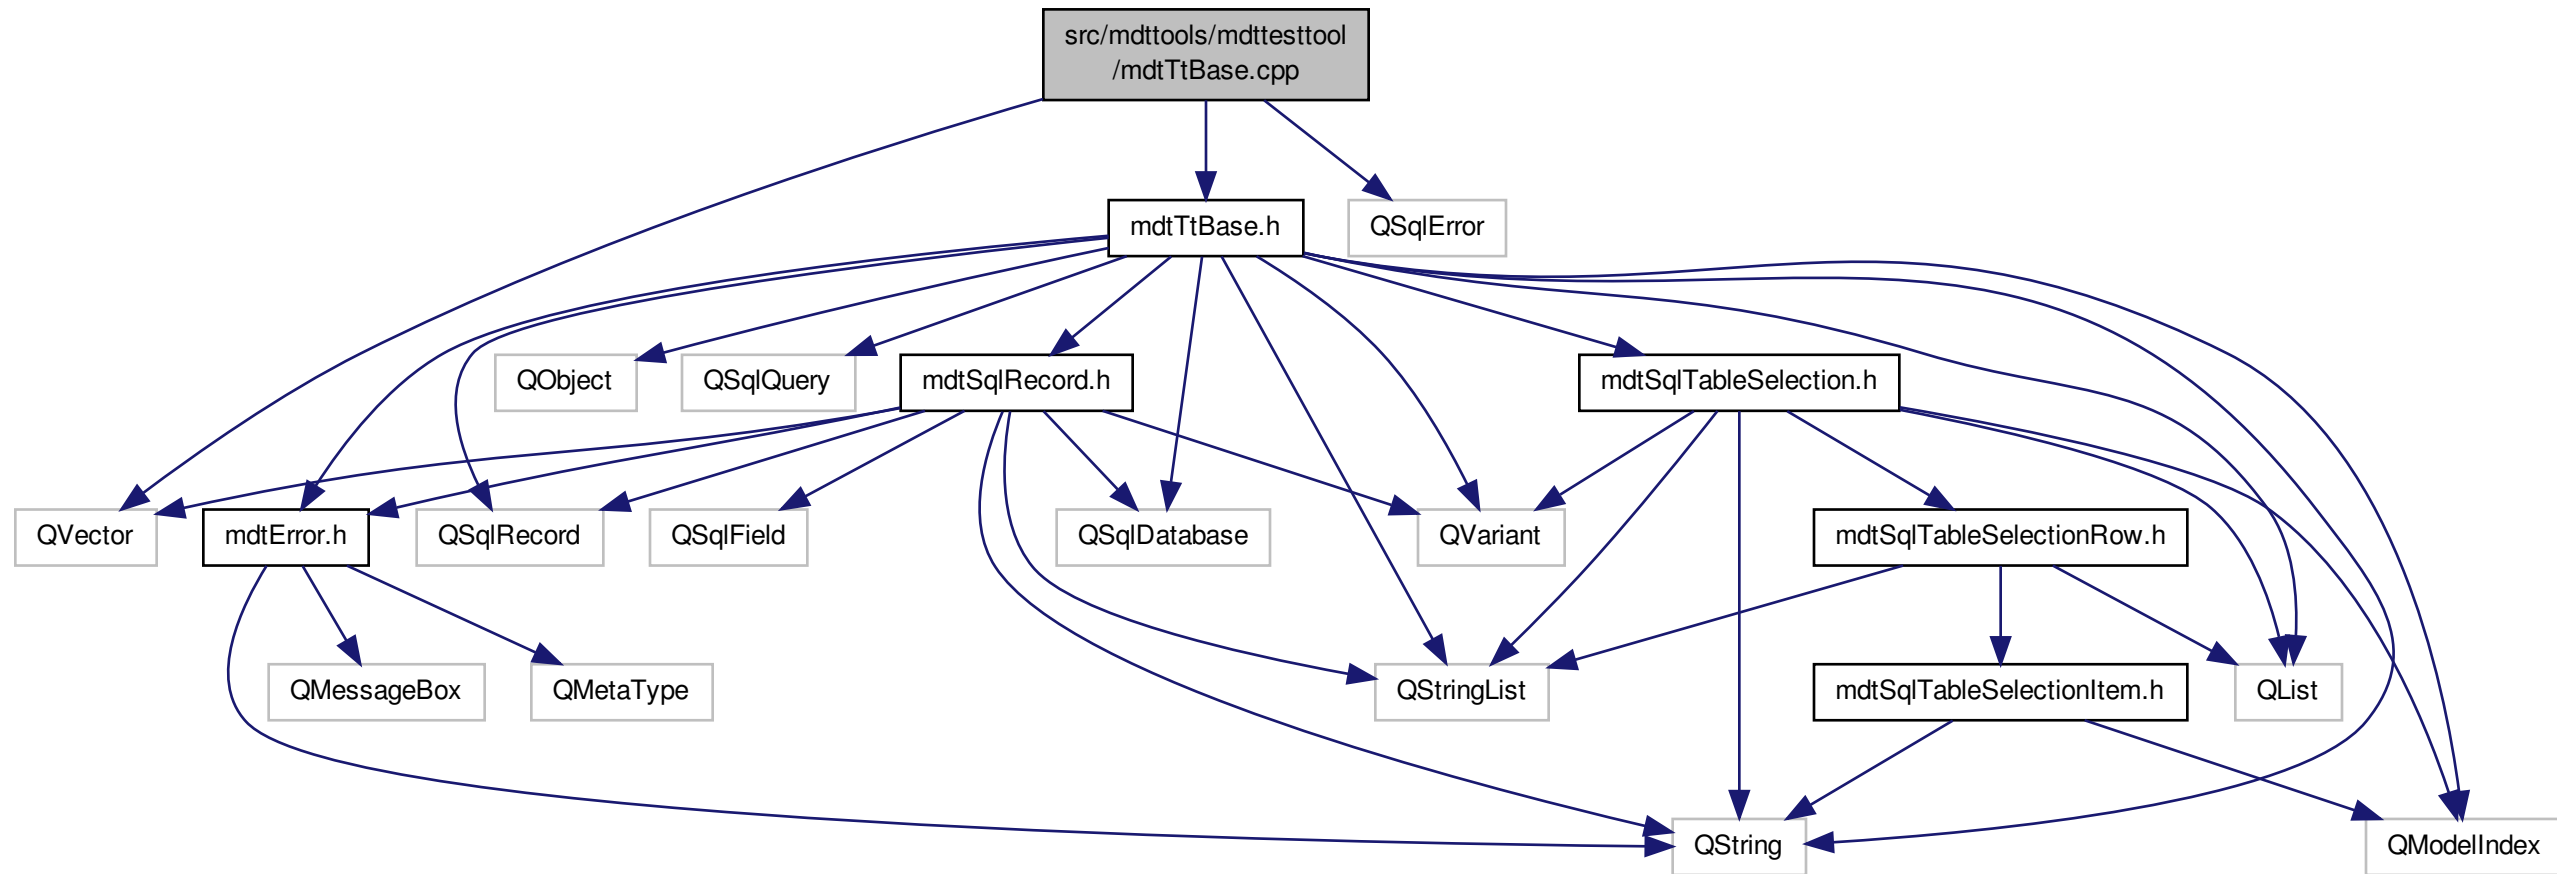 src/mdttools/mdttesttool
/mdtTtBase.cpp
mdtTtBase.h
QSqlError
QObject
QSqlQuery
mdtSqlRecord.h
mdtSqlTableSelection.h
QVector
mdtError.h
QSqlRecord
QSqlField
QSqlDatabase
QVariant
mdtSqlTableSelectionRow.h
QMessageBox
QMetaType
QStringList
mdtSqlTableSelectionItem.h
QList
QString
QModelIndex